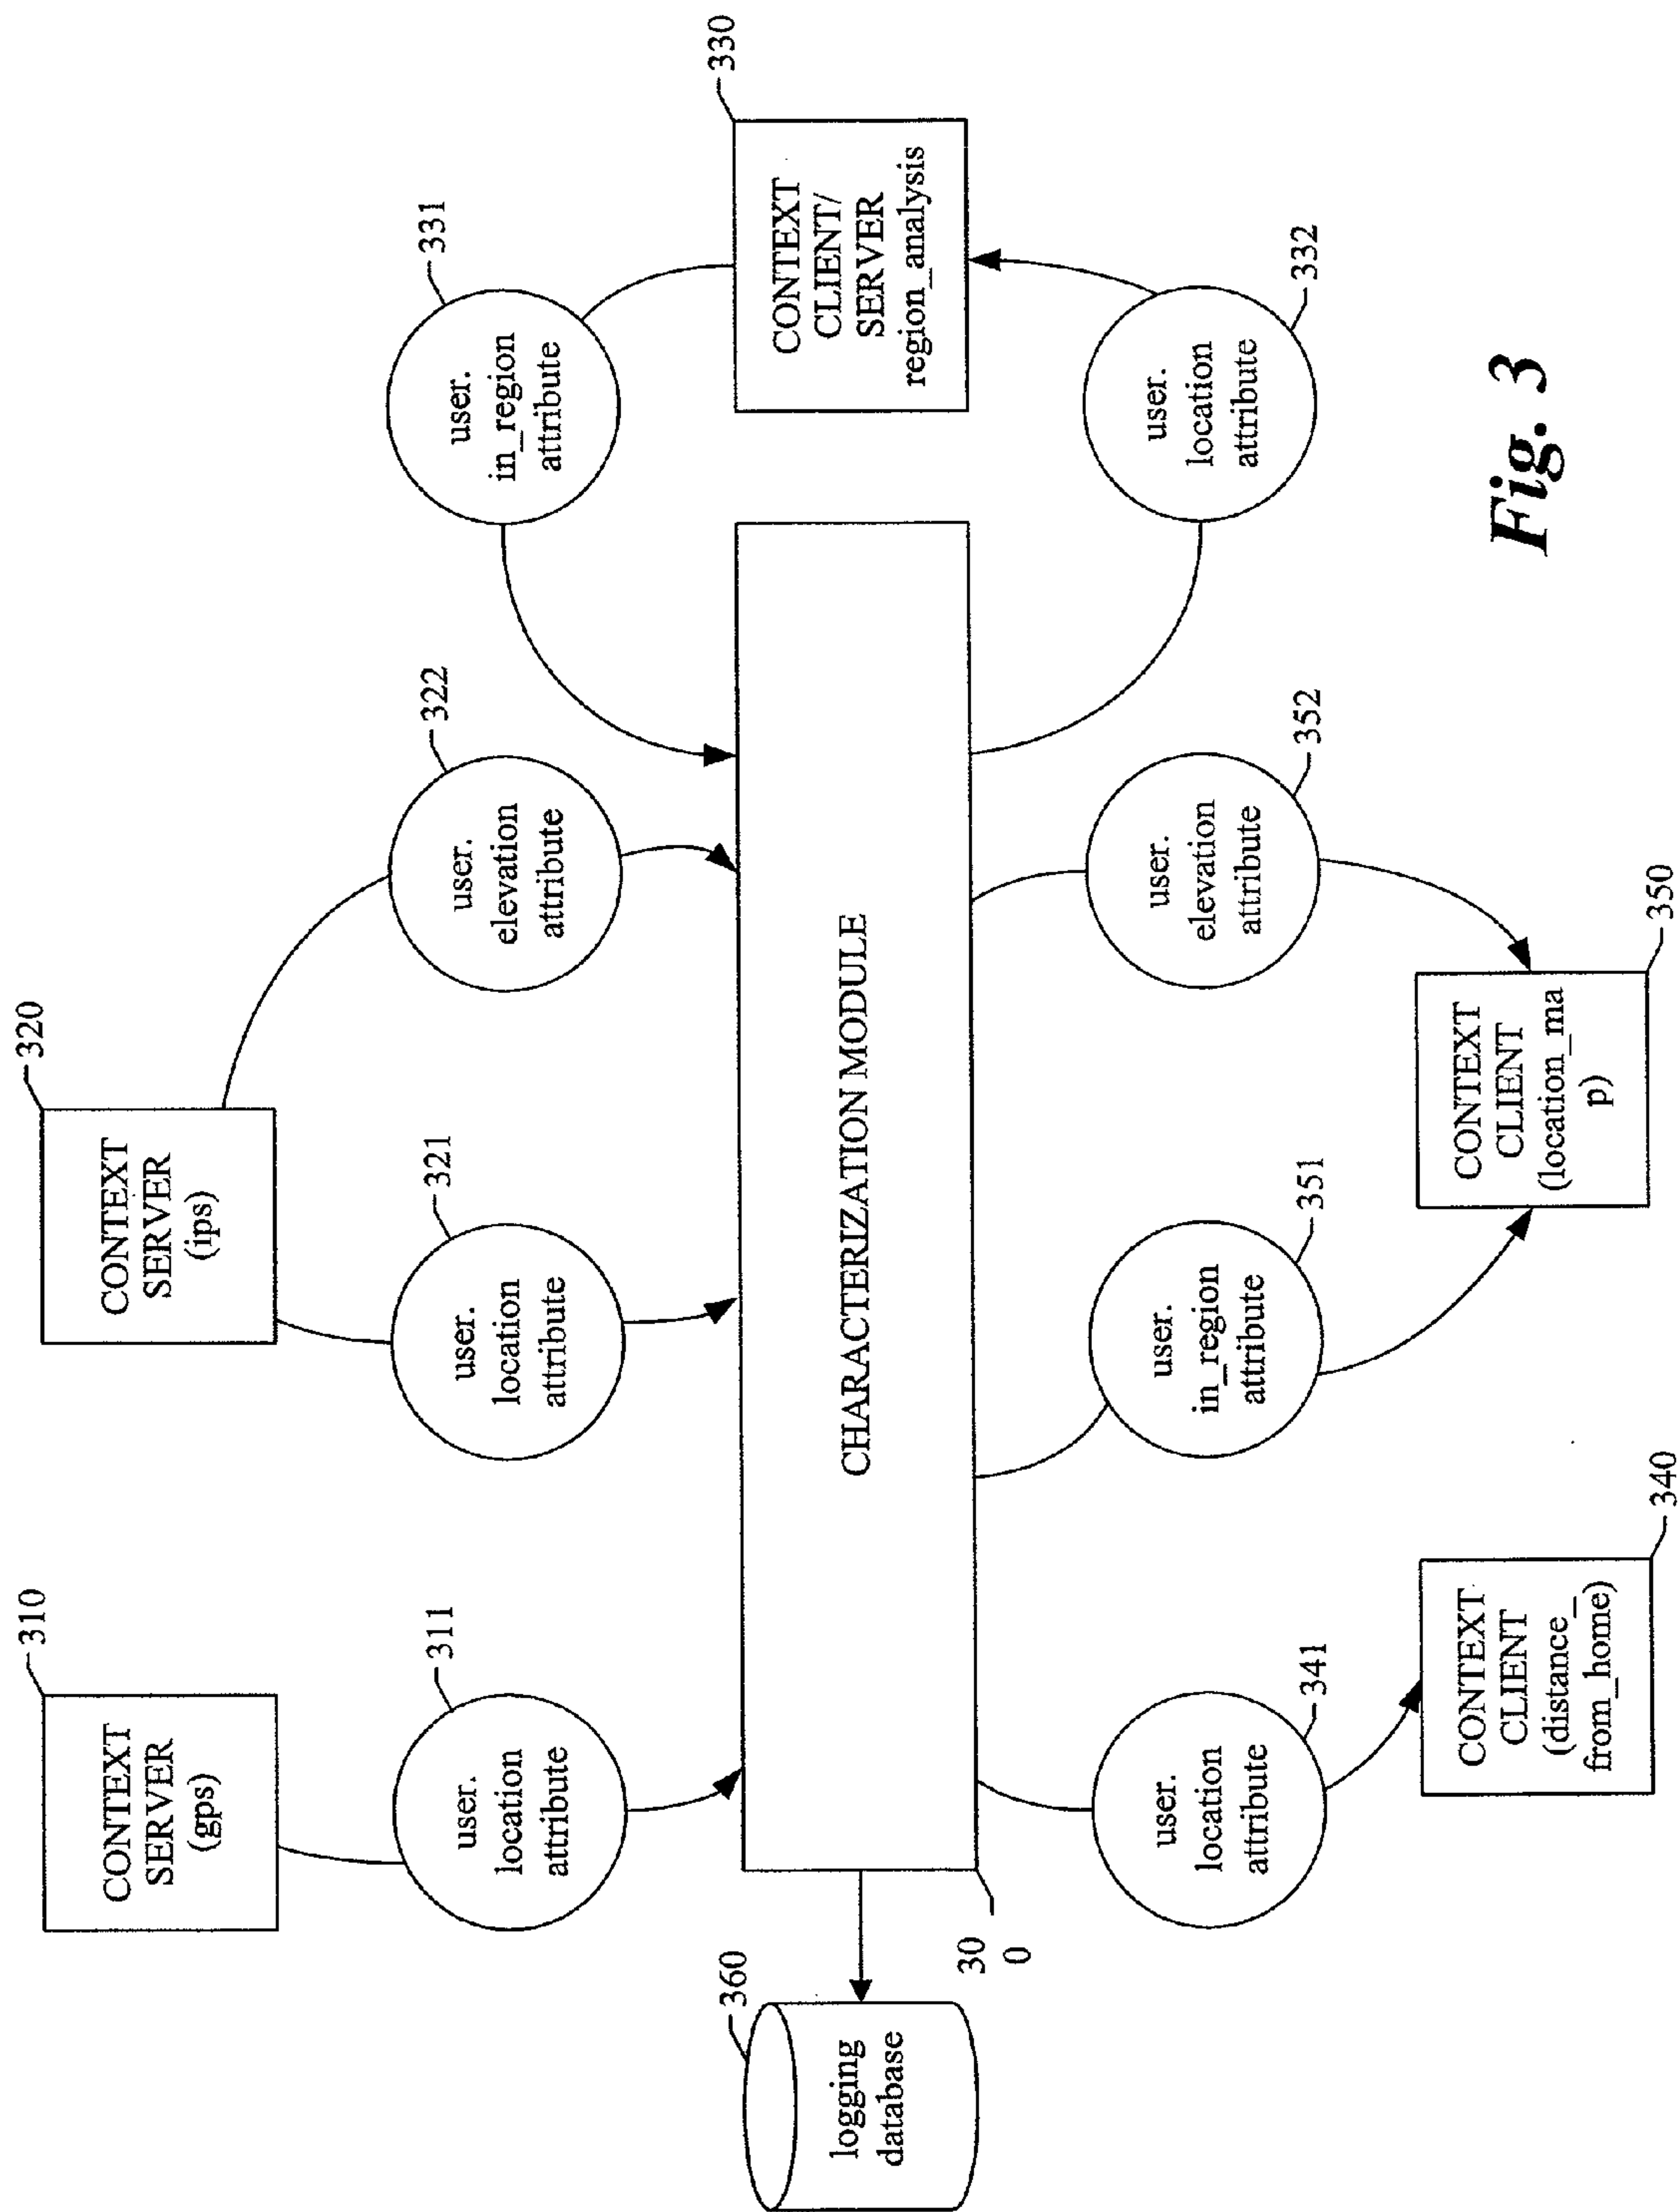 310
CONTEXT
SERVER
(gps)
320
CONTEXT
SERVER
(ips)
311
user.
location
attribute
321
user.
location
attribute
322
user.
elevation
attribute
331
user.
in_region
attribute
360
logging
database
CHARACTERIZATION MODULE
30
0
330
CONTEXT
CLIENT/
SERVER
region_analysis
341
user.
location
attribute
351
user.
in_region
attribute
352
user.
elevation
attribute
332
user.
location
attribute
340
CONTEXT
CLIENT
(distance_
from_home)
350
CONTEXT
CLIENT
(location_ma
p)
Fig. 3